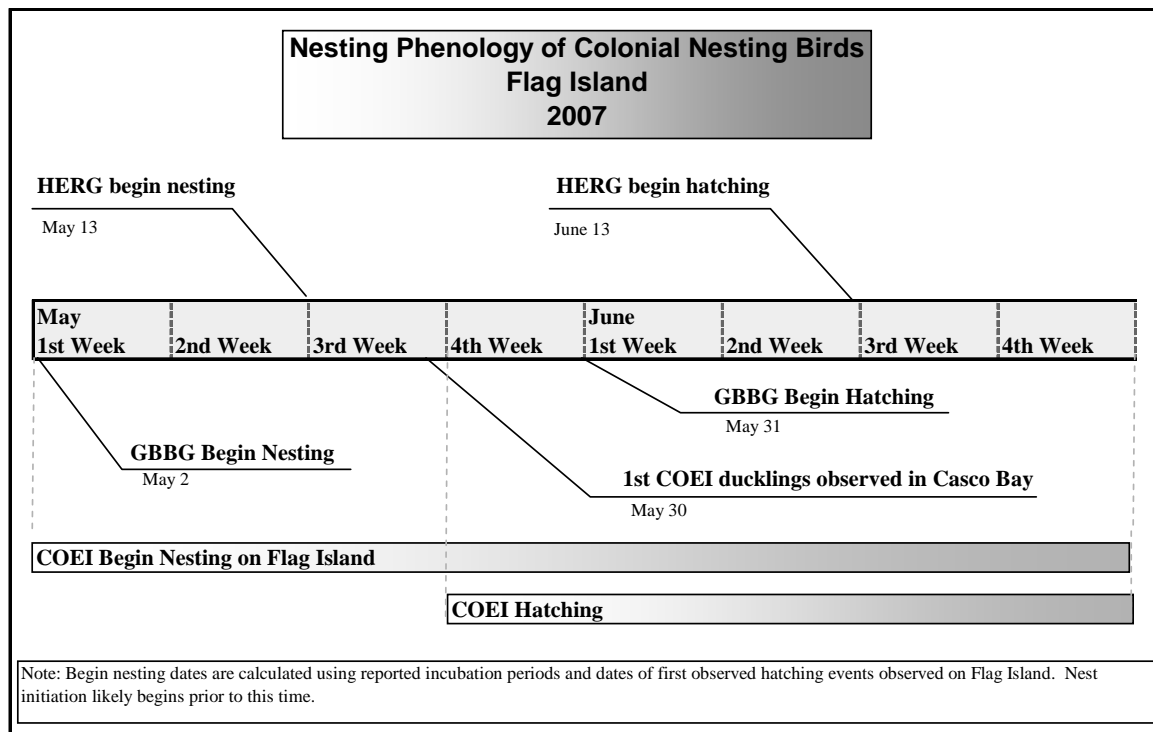 Nesting Phenology of Colonial Nesting Birds
Flag Island
2007
HERG begin nesting
May 13
HERG begin hatching
June 13
May
1st Week
2nd Week
3rd Week
4th Week
June
1st Week
2nd Week
3rd Week
4th Week
GBBG Begin Hatching
May 31
GBBG Begin Nesting
May 2
1st COEI ducklings observed in Casco Bay
May 30
COEI Begin Nesting on Flag Island
COEI Hatching
Note: Begin nesting dates are calculated using reported incubation periods and dates of first observed hatching events observed on Flag Island.  Nest
initiation likely begins prior to this time.